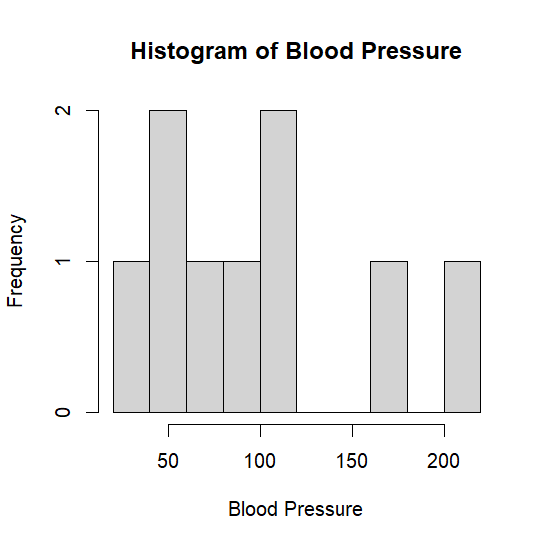 Histogram of Blood Pressure
2
1
0
Frequency
50 100 150 200
Blood Pressure